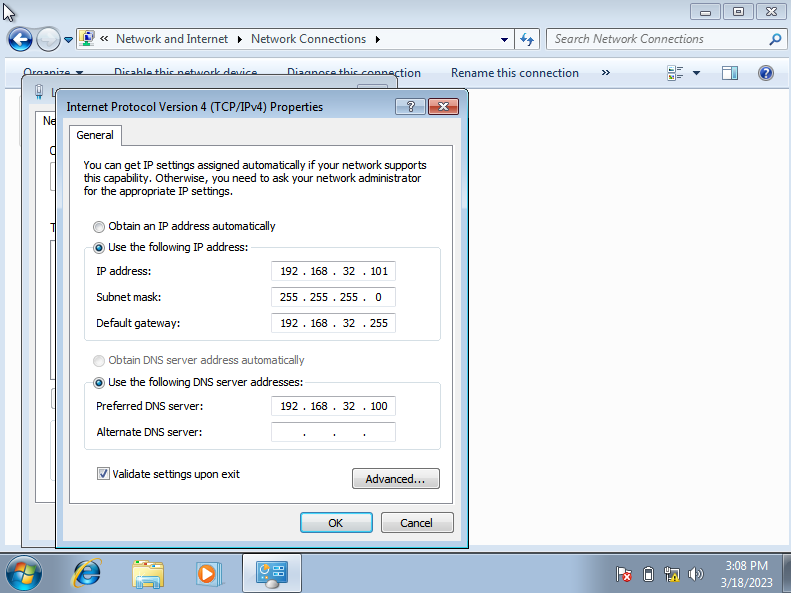 « Network and Internet Network Connections
Search Network Connections
Organize Disable this network device Diagnose this connection Rename this connection »
Internet Protocol Version 4 (TCP/IPv4) Properties
General
You can get IP settings assigned automatically if your network supports
this capability. Otherwise, you need to ask your network administrator
for the appropriate IP settings.
Obtain an IP address automatically
Use the following IP address:
IP address: 192 . 168 . 32 . 101
Subnet mask: 255 . 255 . 255 . 0
Default gateway: 192 . 168 . 32 . 255
Obtain DNS server address automatically
Use the following DNS server addresses:
Preferred DNS server: 192 . 168 . 32 . 100
Alternate DNS server: . . .
Validate settings upon exit
Advanced...
OK Cancel
3:08 PM
3/18/2023